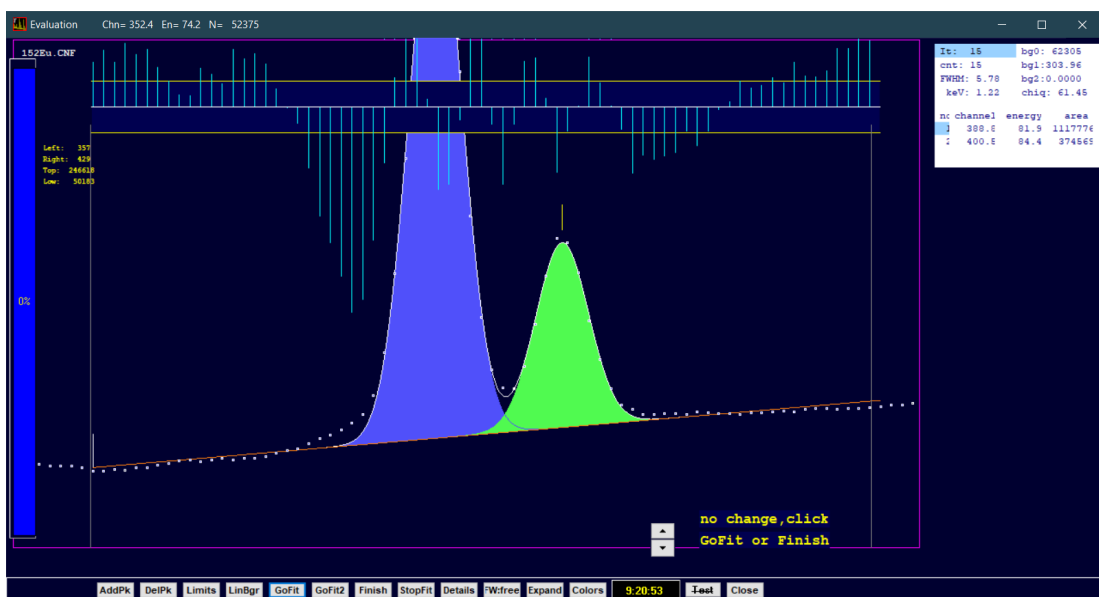 Evaluation Chn= 352.4 En= 74.2 N= 52375
152Eu.CNF
It: 15 bg0: 62305
cnt: 15 bg1:303.96
FWHM: 5.78 bg2:0.0000
keV: 1.22 chiq: 61.45
channel energy area
388.8 81.9 1117776
400.5 84.4 374569
Left: 357
Right: 429
Top: 246618
Low: 50183
0%
no change,click
GoFit or Finish
AddPk DelPk Limits LinBgr GoFit GoFit2 Finish StopFit Details FW:free Expand Colors 9:20:53 Test Close